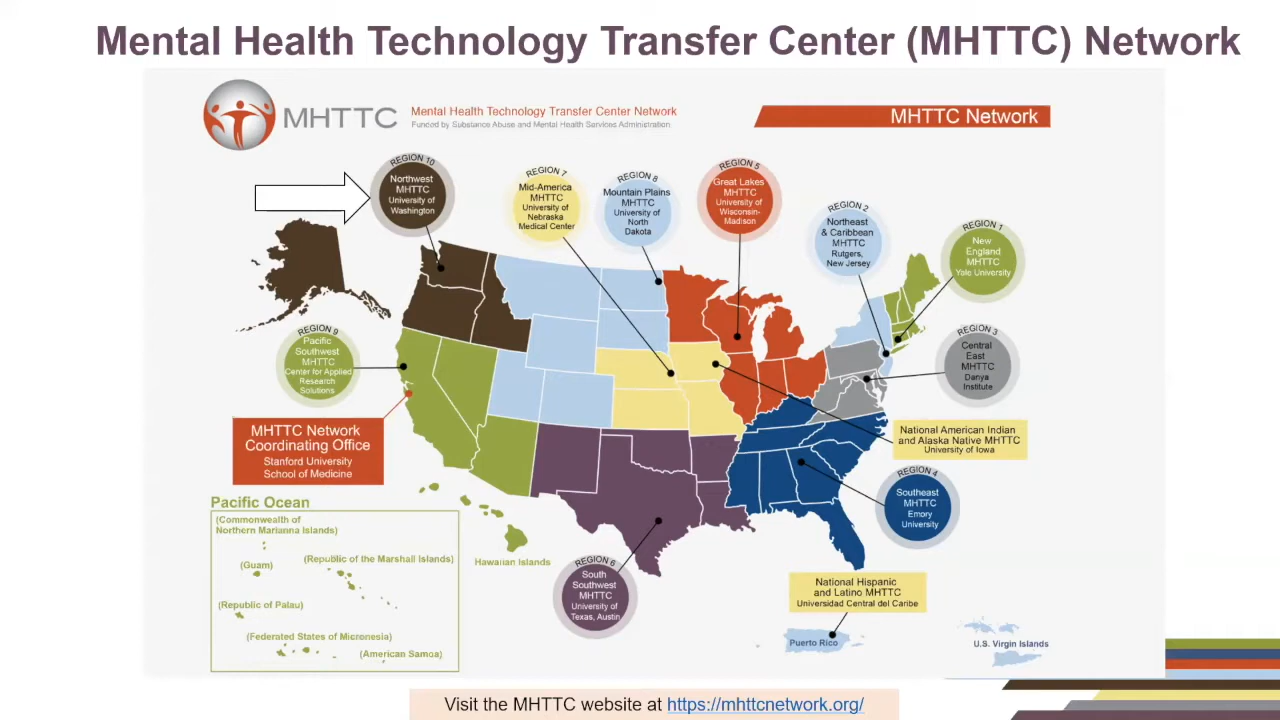 Mental Health Technology Transfer Center (MHTTC) Network
MHTTC
Mental Health Technology Transfer Center Network
Funded by Substance Abuse and Mental Health Services Administration.
MHTTC Network
REGION 10
Northwest
MHTTC
University of
Washington
REGION 7
Mid-America
MHTTC
University of
Nebraska
Medical Center
REGION 8
Mountain Plains
MHTTC
University of
North
Dakota
REGION 5
Great Lakes
MHTTC
University of
Wisconsin-
Madison
REGION 2
Northeast
& Caribbean
MHTTC
Rutgers,
New Jersey
REGION 1
New
England
MHTTC
Yale University
REGION 9
Pacific
Southwest
MHTTC
Center for Applied
Research
Solutions
REGION 3
Central
East
MHTTC
Danya
Institute
MHTTC Network
Coordinating Office
Stanford University
School of Medicine
National American Indian
and Alaska Native MHTTC
University of Iowa
REGION 4
Southeast
MHTTC
Emory
University
Pacific Ocean
(Commonwealth of
Northern Marianna Islands)
(Guam)
(Republic of the Marshall Islands)
(Republic of Palau)
(Federated States of Micronesia)
(American Samoa)
Hawaiian Islands
REGION 6
South
Southwest
MHTTC
University of
Texas, Austin
National Hispanic
and Latino MHTTC
Universidad Central del Caribe
Puerto Rico
U.S. Virgin Islands
Visit the MHTTC website at https://mhttcnetwork.org/